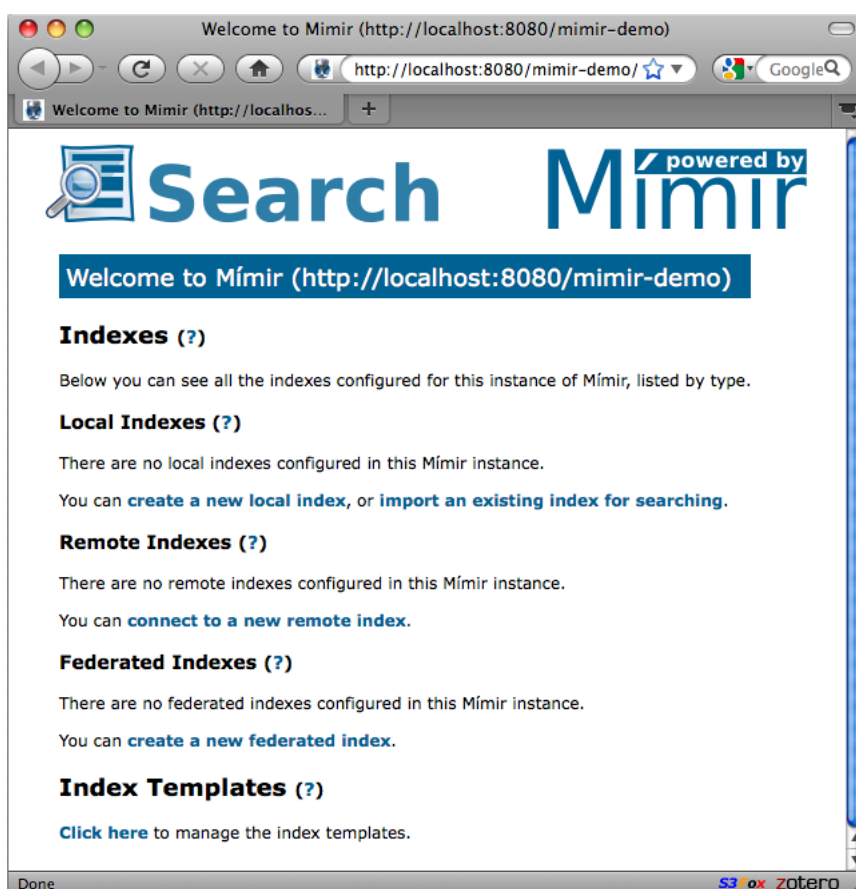 Welcome to Mimir (http://localhost:8080/mimir-demo)
http://localhost:8080/mimir-demo/
Google
Welcome to Mimir (http://localhos...
+
Search
powered by
Mímir
Welcome to Mímir (http://localhost:8080/mimir-demo)
Indexes (?)
Below you can see all the indexes configured for this instance of Mímir, listed by type.
Local Indexes (?)
There are no local indexes configured in this Mímir instance.
You can create a new local index, or import an existing index for searching.
Remote Indexes (?)
There are no remote indexes configured in this Mímir instance.
You can connect to a new remote index.
Federated Indexes (?)
There are no federated indexes configured in this Mímir instance.
You can create a new federated index.
Index Templates (?)
Click here to manage the index templates.
Done
S3Fox zotero